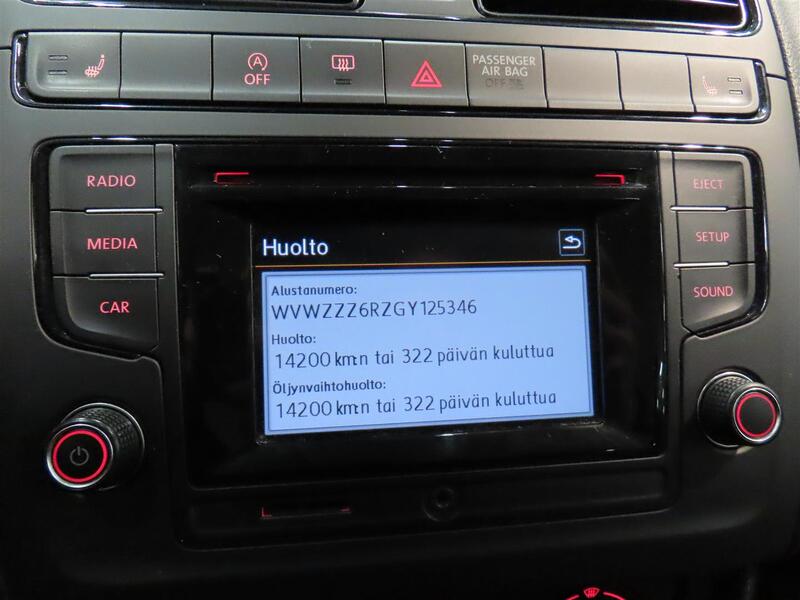 OFF
PASSENGER
AIR BAG
OFF
RADIO
MEDIA
CAR
EJECT
SETUP
SOUND
Huolto
Alustanumero:
WVWZZZ6RZGY125346
Huolto:
14200 km:n tai 322 päivän kuluttua
Öljynvaihtohuolto:
14200 km:n tai 322 päivän kuluttua